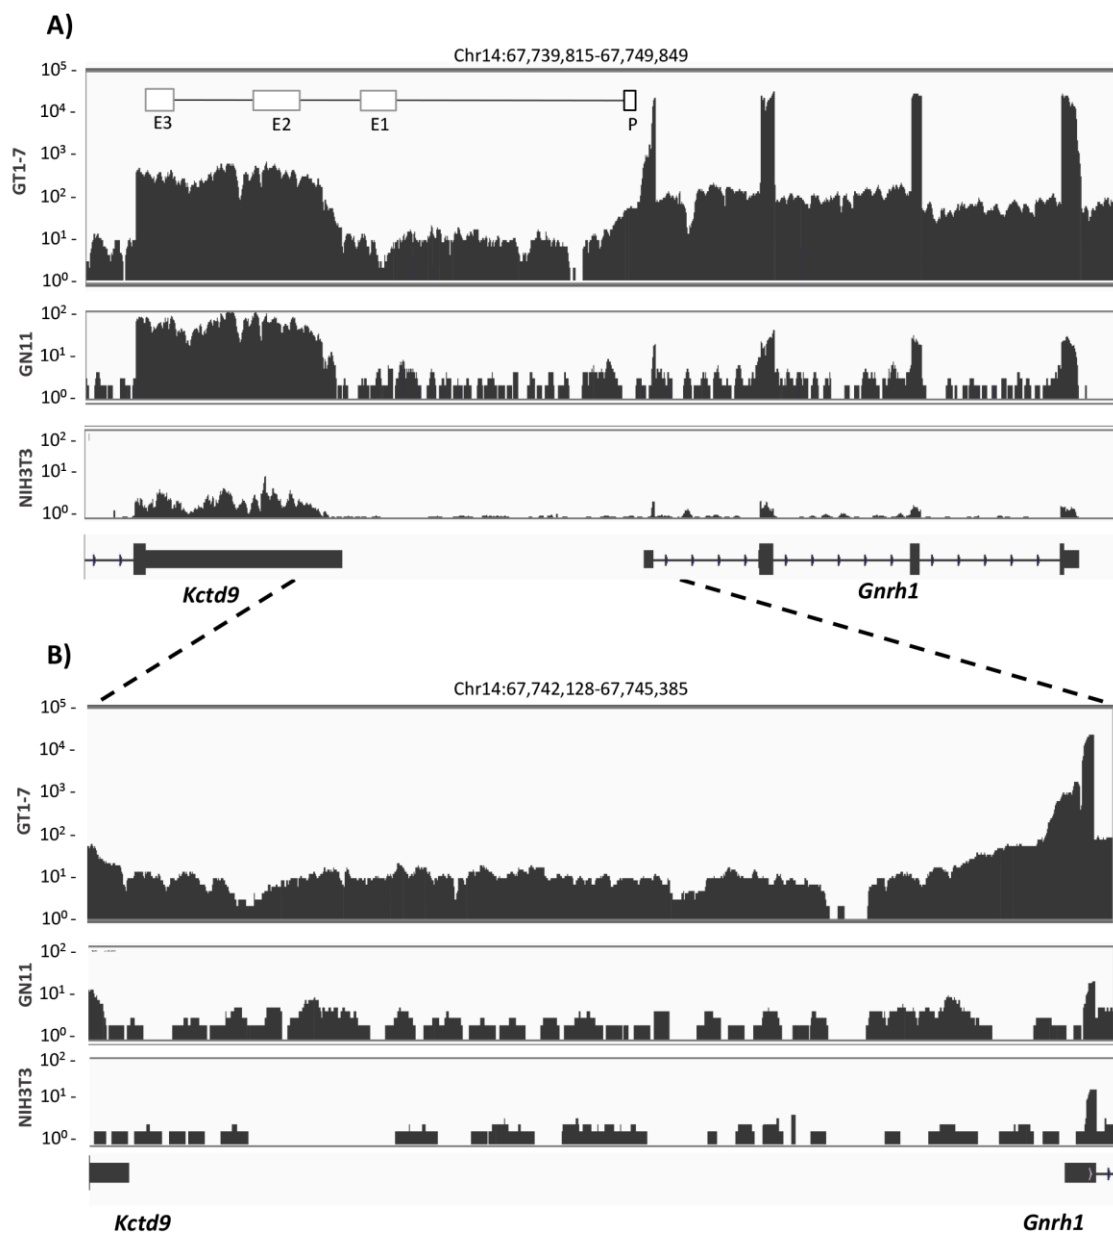 A)
Chr14:67,739,815-67,749,849
GT1-7
10⁵
10⁴
10³
10²
10¹
10⁰
E3 E2 E1 P
GN11
10²
10¹
10⁰
NIH3T3
10²
10¹
10⁰
Kctd9 Gnrh1
B)
Chr14:67,742,128-67,745,385
GT1-7
10⁵
10⁴
10³
10²
10¹
10⁰
GN11
10²
10¹
10⁰
NIH3T3
10²
10¹
10⁰
Kctd9 Gnrh1